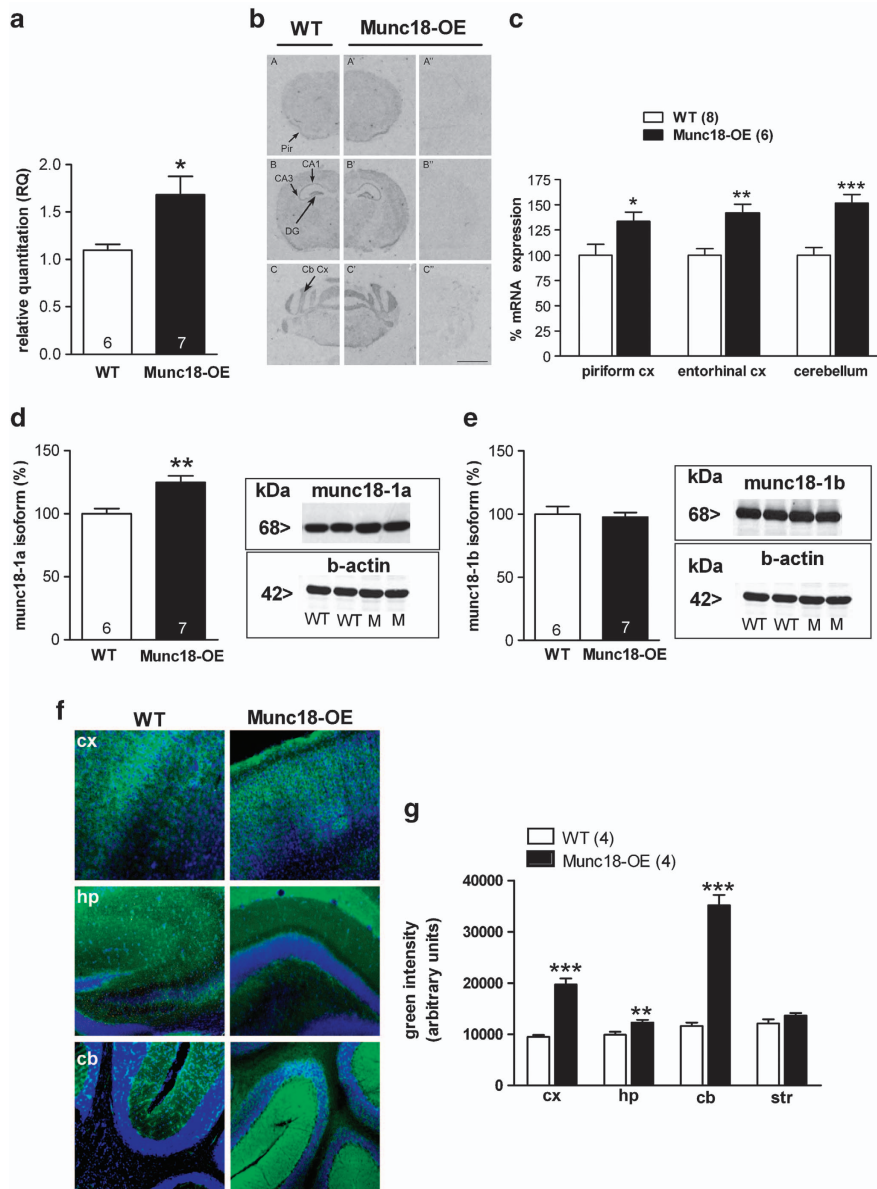 a
relative quantitation (RQ)
2.0
1.5
1.0
0.5
0.0
*
6
7
WT
Munc18-OE
b
WT
Munc18-OE
A
A'
A"
Pir
B
B'
B"
CA1
CA3
DG
C
C'
C"
Cb Cx
c
WT (8)
Munc18-OE (6)
% mRNA expression
175
150
125
100
75
50
25
0
*
**
***
piriform cx
entorhinal cx
cerebellum
d
munc18-1a isoform (%)
150
100
50
0
**
6
7
WT
Munc18-OE
kDa
munc18-1a
68>
b-actin
42>
WT WT M M
e
munc18-1b isoform (%)
150
100
50
0
6
7
WT
Munc18-OE
kDa
munc18-1b
68>
kDa
b-actin
42>
WT WT M M
f
WT
Munc18-OE
cx
hp
cb
g
WT (4)
Munc18-OE (4)
green intensity
(arbitrary units)
40000
30000
20000
10000
0
***
**
***
cx
hp
cb
str